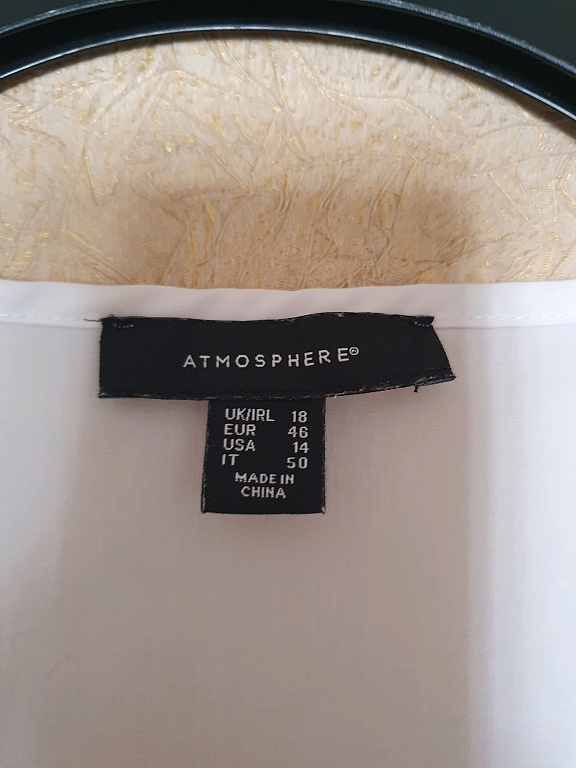 ATMOSPHERE®
UK/IRL 18
EUR 46
USA 14
IT 50
MADE IN
CHINA